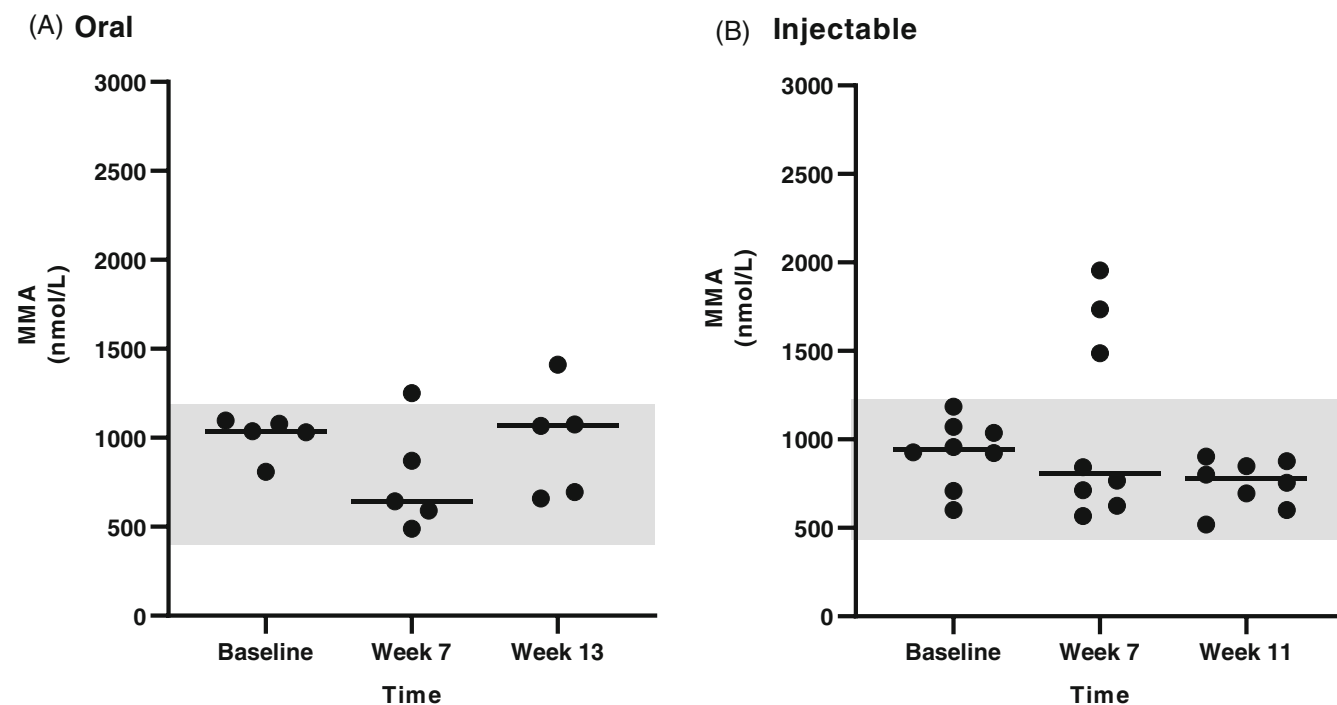 (A) Oral
3000
2500
2000
1500
1000
500
0
MMA
(nmol/L)
Baseline Week 7 Week 13
Time
(B) Injectable
3000
2500
2000
1500
1000
500
0
MMA
(nmol/L)
Baseline Week 7 Week 11
Time